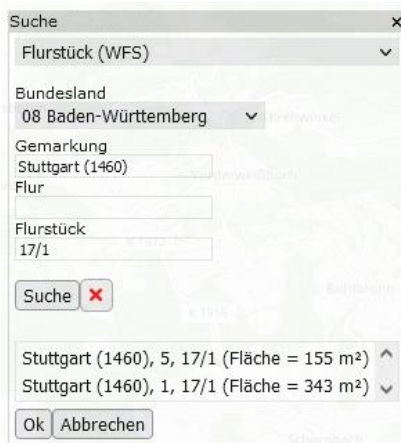 Suche x
Flurstück (WFS)
Bundesland
08 Baden-Württemberg
Gemarkung
Stuttgart (1460)
Flur
Flurstück
17/1
Suche
Stuttgart (1460), 5, 17/1 (Fläche = 155 m²)
Stuttgart (1460), 1, 17/1 (Fläche = 343 m²)
Ok Abbrechen